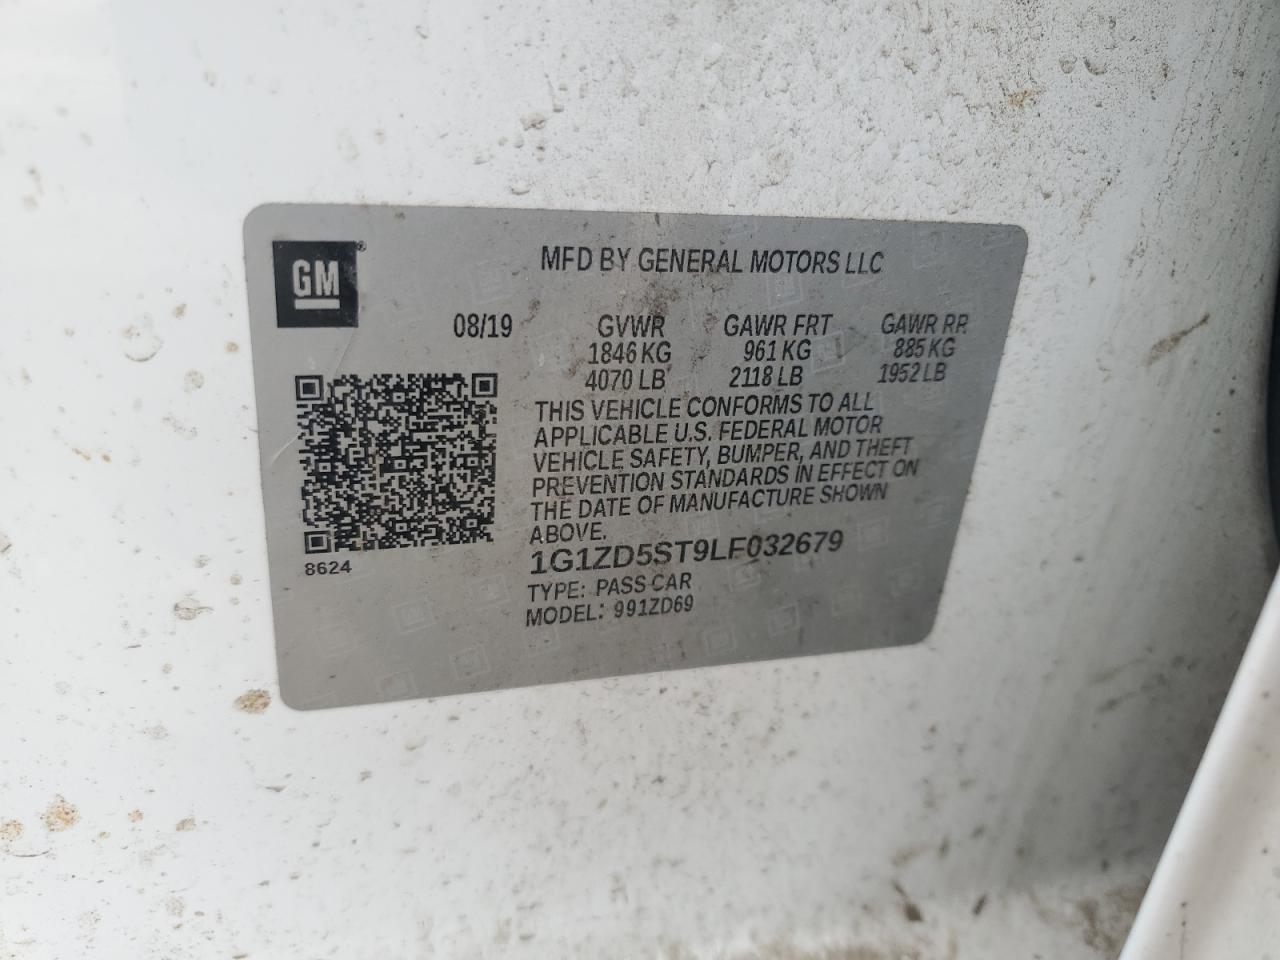 GM
MFD BY GENERAL MOTORS LLC
08/19 GVWR GAWR FRT GAWR RR
1846 KG 961 KG 885 KG
4070 LB 2118 LB 1952 LB
THIS VEHICLE CONFORMS TO ALL
APPLICABLE U.S. FEDERAL MOTOR
VEHICLE SAFETY, BUMPER, AND THEFT
PREVENTION STANDARDS IN EFFECT ON
THE DATE OF MANUFACTURE SHOWN
ABOVE.
8624
1G1ZD5ST9LF032679
TYPE: PASS CAR
MODEL: 991ZD69